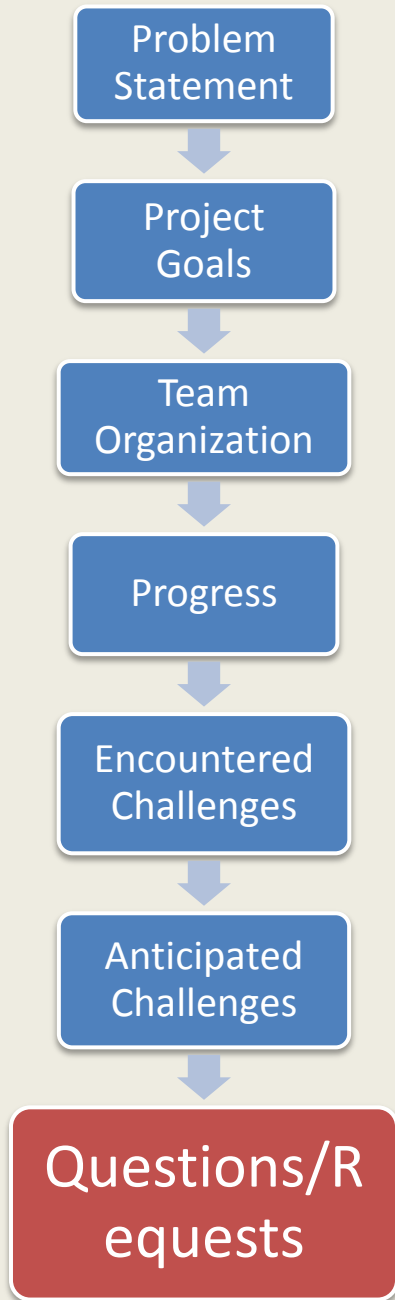 Problem
Statement
Project
Goals
Team
Organization
Progress
Encountered
Challenges
Anticipated
Challenges
Questions/R
equests